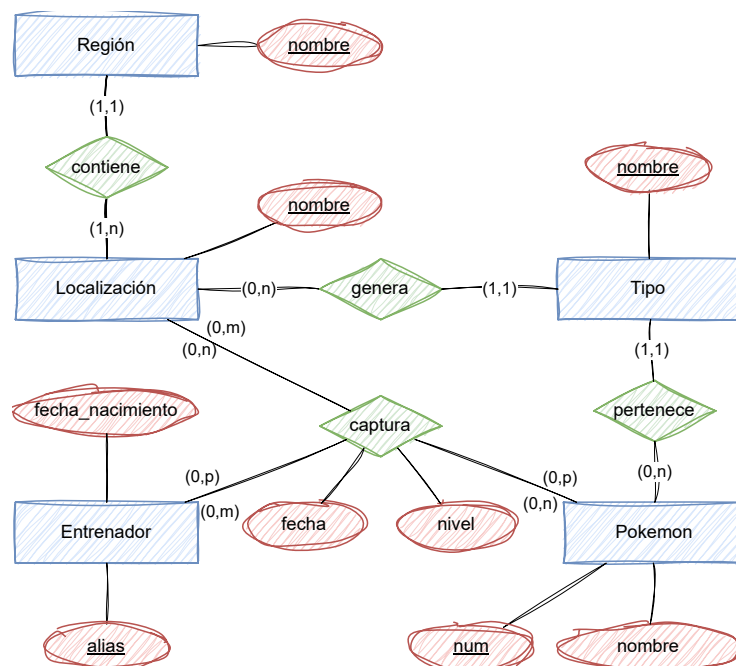 Región
nombre
(1,1)
contiene
nombre
(1,n)
nombre
Localización
(0,n)
genera
(1,1)
Tipo
(0,m)
(0,n)
(1,1)
fecha_nacimiento
captura
pertenece
(0,p)
(0,m)
(0,p)
(0,n)
(0,n)
Entrenador
fecha
nivel
Pokemon
alias
num
nombre